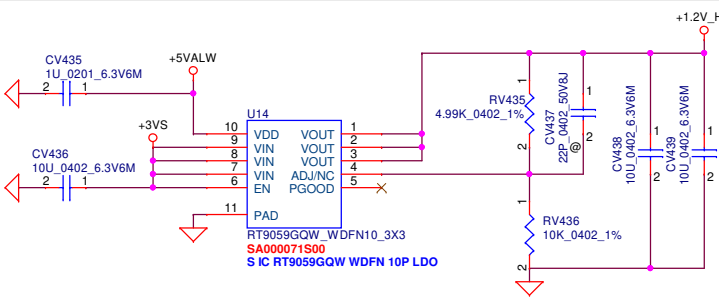 +1.2V_H
+5VALW
CV435
1U_0201_6.3V6M
2 1
+3VS
CV436
10U_0402_6.3V6M
2 1
U14
10 VDD VOUT 1
9 VIN VOUT 2
8 VIN VOUT 3
7 VIN ADJ/NC 4
6 EN PGOOD 5
11 PAD
RT9059GQW_WDFN10_3X3
SA000071S00
S IC RT9059GQW WDFN 10P LDO
1
RV435
4.99K_0402_1%
2
1
CV437
22P_0402_50V8J
2
@
1
RV436
10K_0402_1%
2
1
CV438
10U_0402_6.3V6M
2
1
CV439
10U_0402_6.3V6M
2